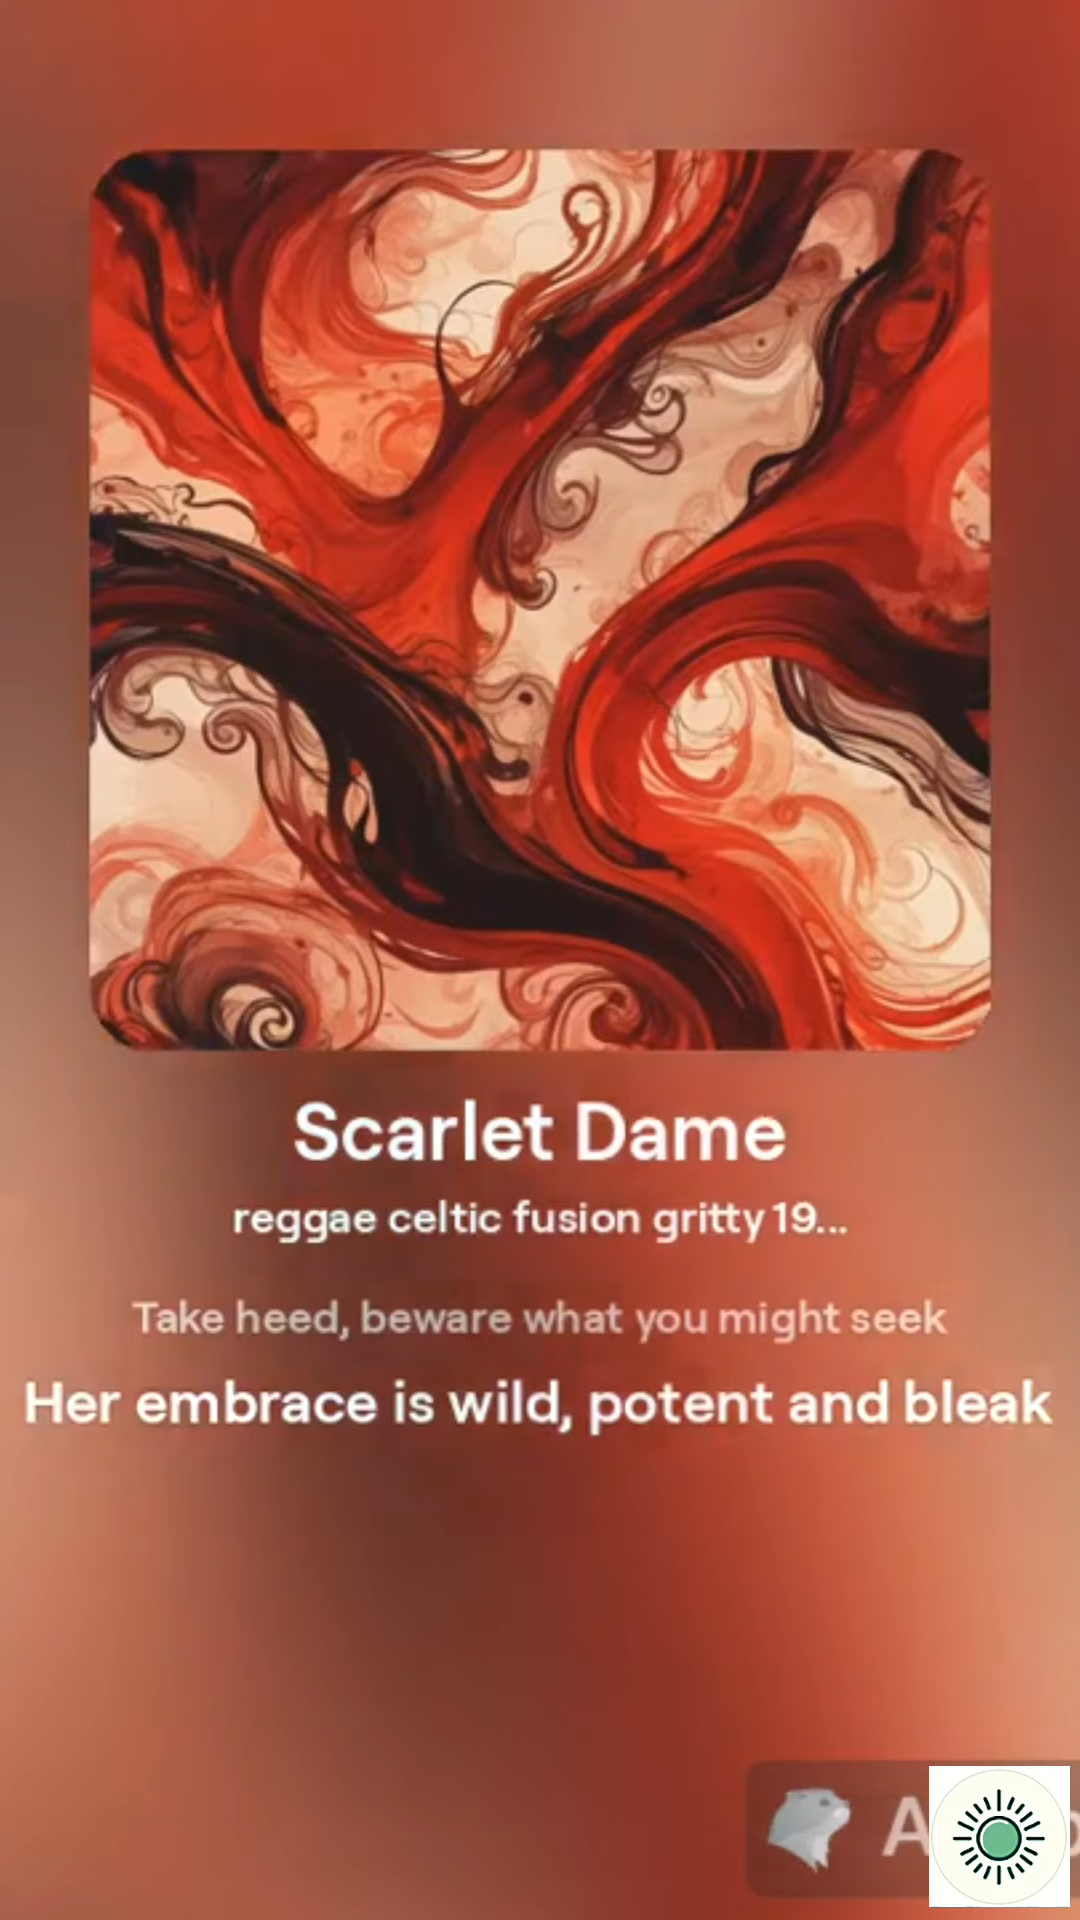 Scarlet Dame
reggae celtic fusion gritty 19...
Take heed, beware what you might seek
Her embrace is wild, potent and bleak